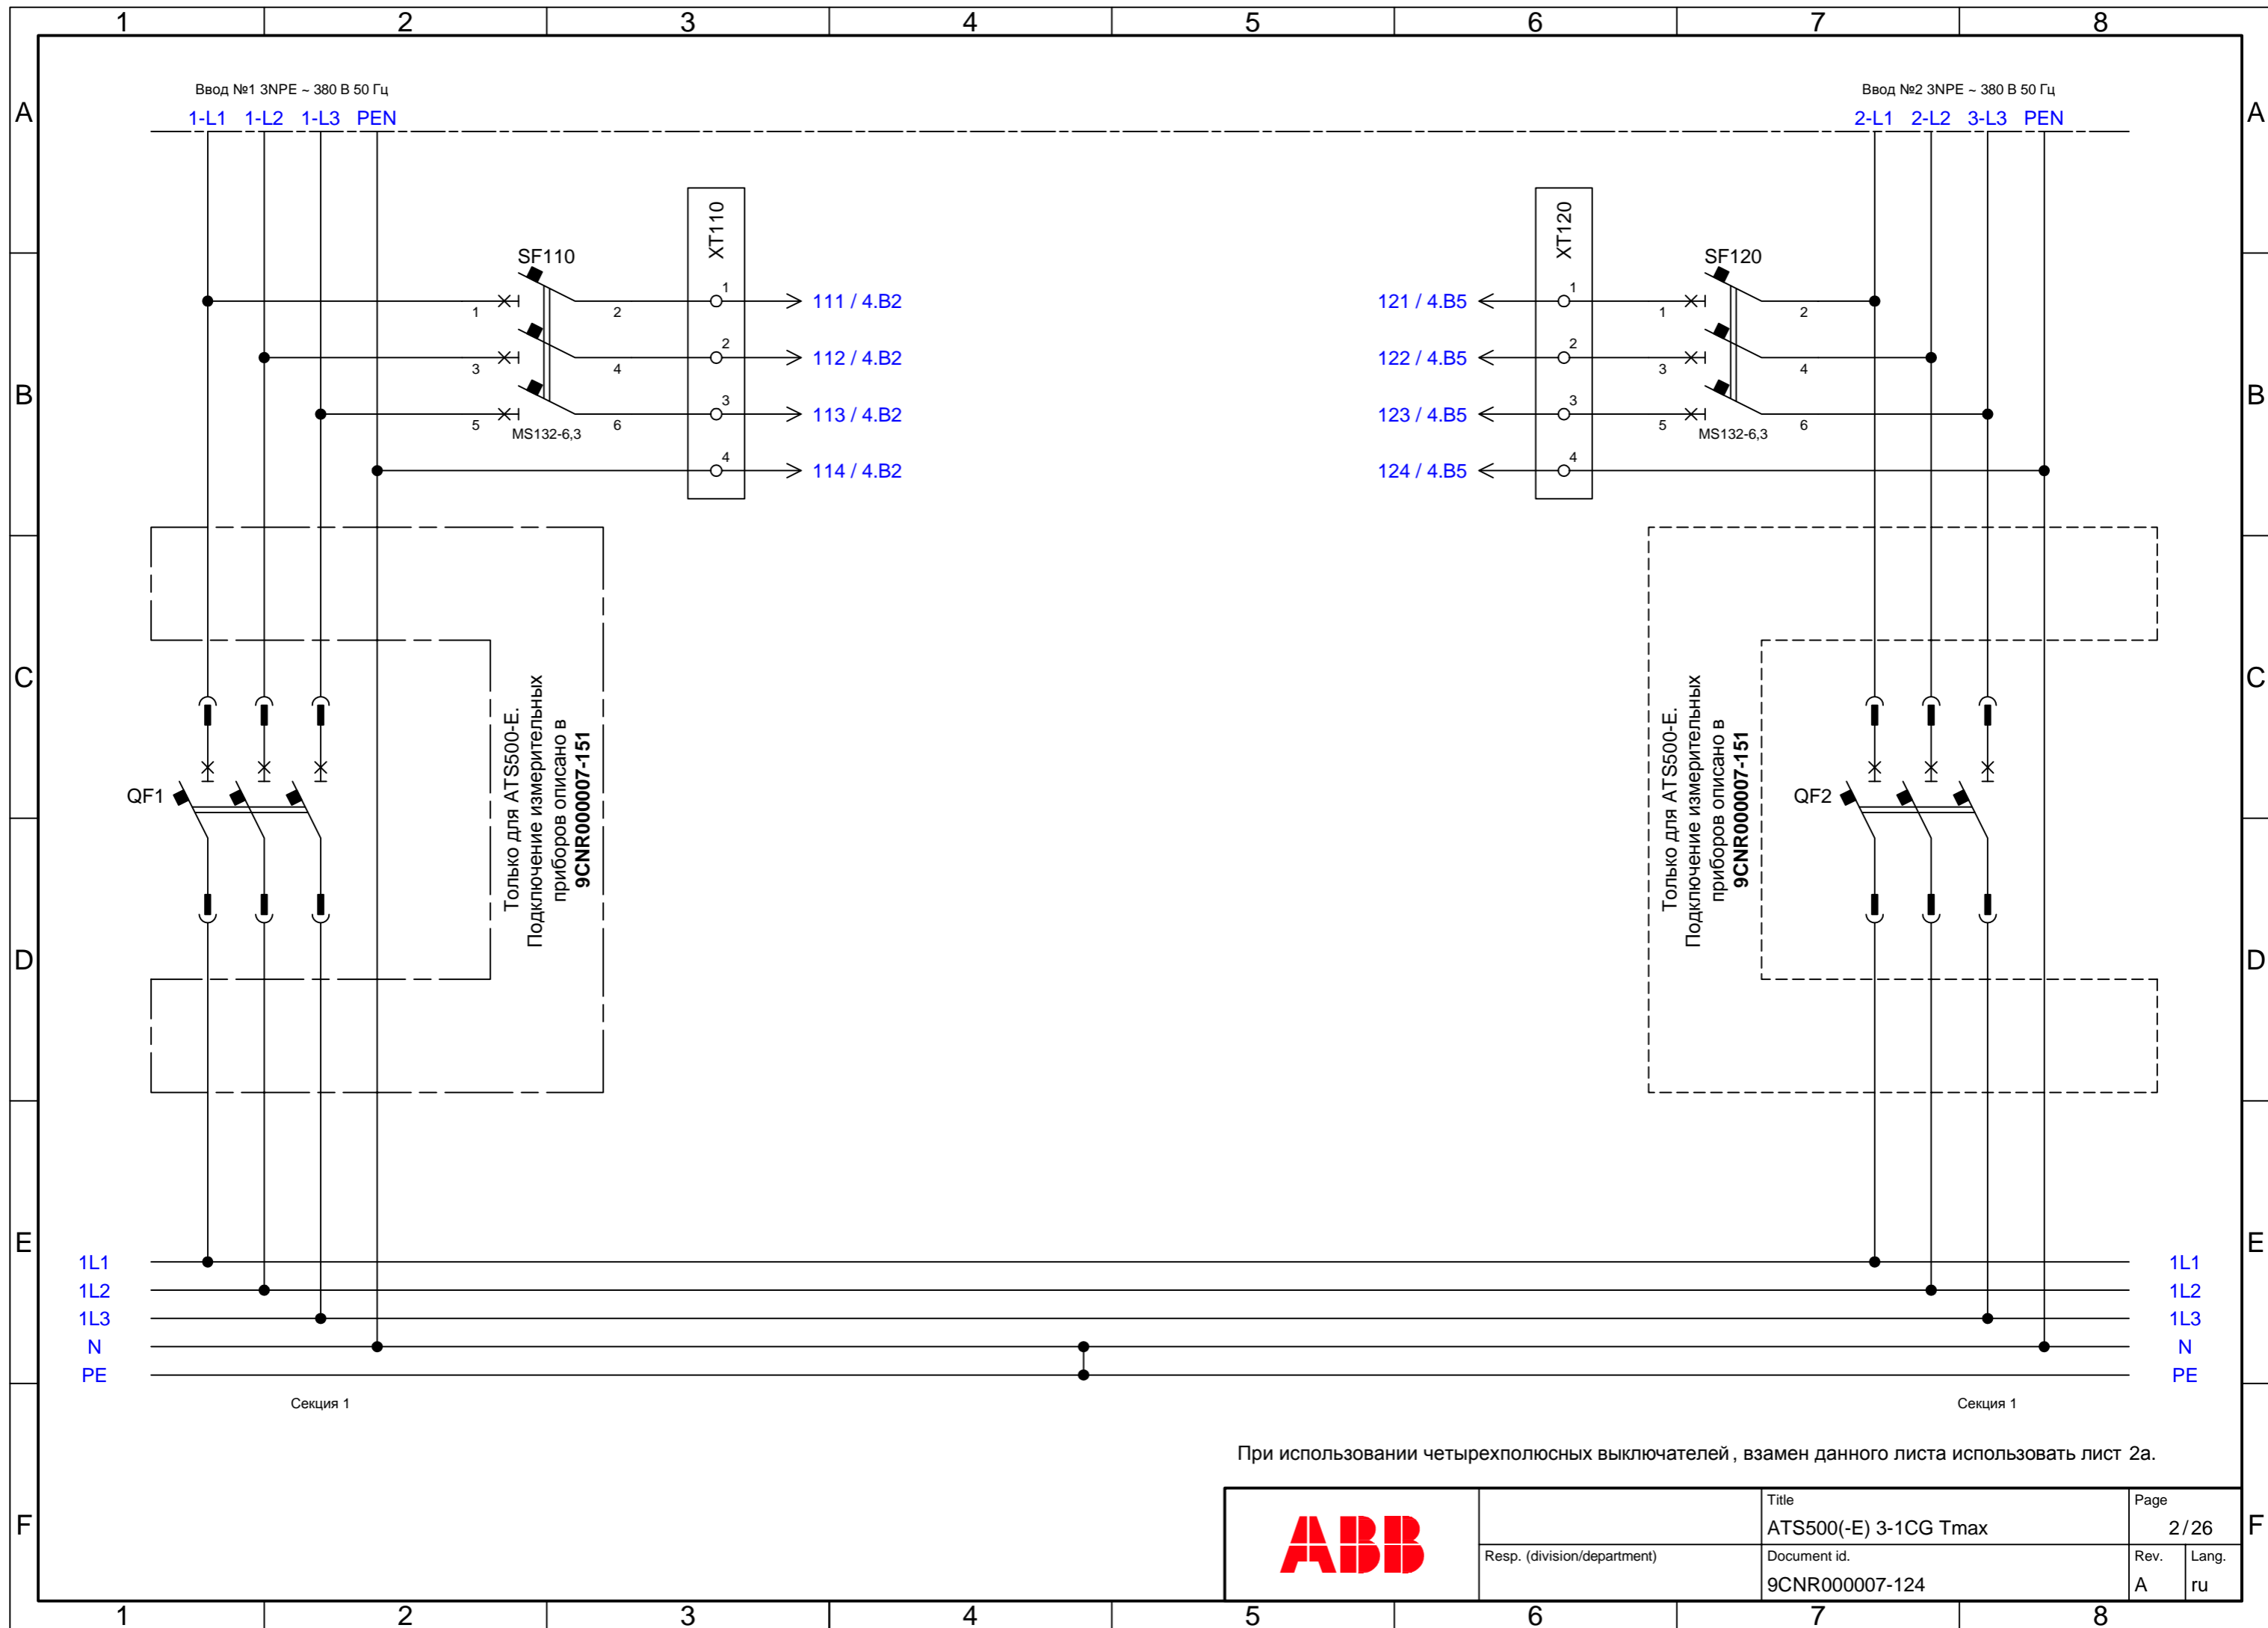 1 2 3 4 5 6 7 8
Ввод №1 3NPE ~ 380 В 50 Гц
Ввод №2 3NPE ~ 380 В 50 Гц
A
1-L1 1-L2 1-L3 PEN
2-L1 2-L2 3-L3 PEN
A
XT110
XT120
SF110
SF120
1 2 1 111 / 4.B2
121 / 4.B5 1 1 2
3 4 2 112 / 4.B2
122 / 4.B5 2 3 4
B
B
5 6 3 113 / 4.B2
123 / 4.B5 3 5 6
MS132-6,3
MS132-6,3
4 114 / 4.B2
124 / 4.B5 4
C
C
Только для ATS500-E.
Подключение измерительных
приборов описано в
9CNR000007-151
Только для ATS500-E.
Подключение измерительных
приборов описано в
9CNR000007-151
QF1
QF2
D
D
E
E
1L1
1L1
1L2
1L2
1L3
1L3
N
N
PE
PE
Секция 1
Секция 1
При использовании четырехполюсных выключателей, взамен данного листа использовать лист 2а.
F
F
ABB
Title
ATS500(-E) 3-1CG Tmax
Page
2/26
Resp. (division/department)
Document id.
9CNR000007-124
Rev.
A
Lang.
ru
1 2 3 4 5 6 7 8